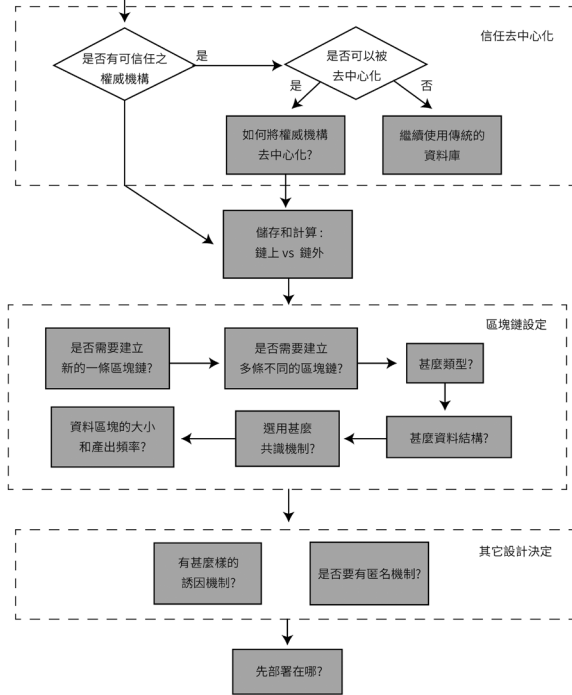 信任去中心化
是否有可信任之
權威機構
是
是否可以被
去中心化
是
否
如何將權威機構
去中心化?
繼續使用傳統的
資料庫
儲存和計算:
鏈上 vs 鏈外
區塊鏈設定
是否需要建立
新的一條區塊鏈?
是否需要建立
多條不同的區塊鏈?
甚麼類型?
甚麼資料結構?
選用甚麼
共識機制?
資料區塊的大小
和產出頻率?
其它設計決定
有甚麼樣的
誘因機制?
是否要有匿名機制?
先部署在哪?